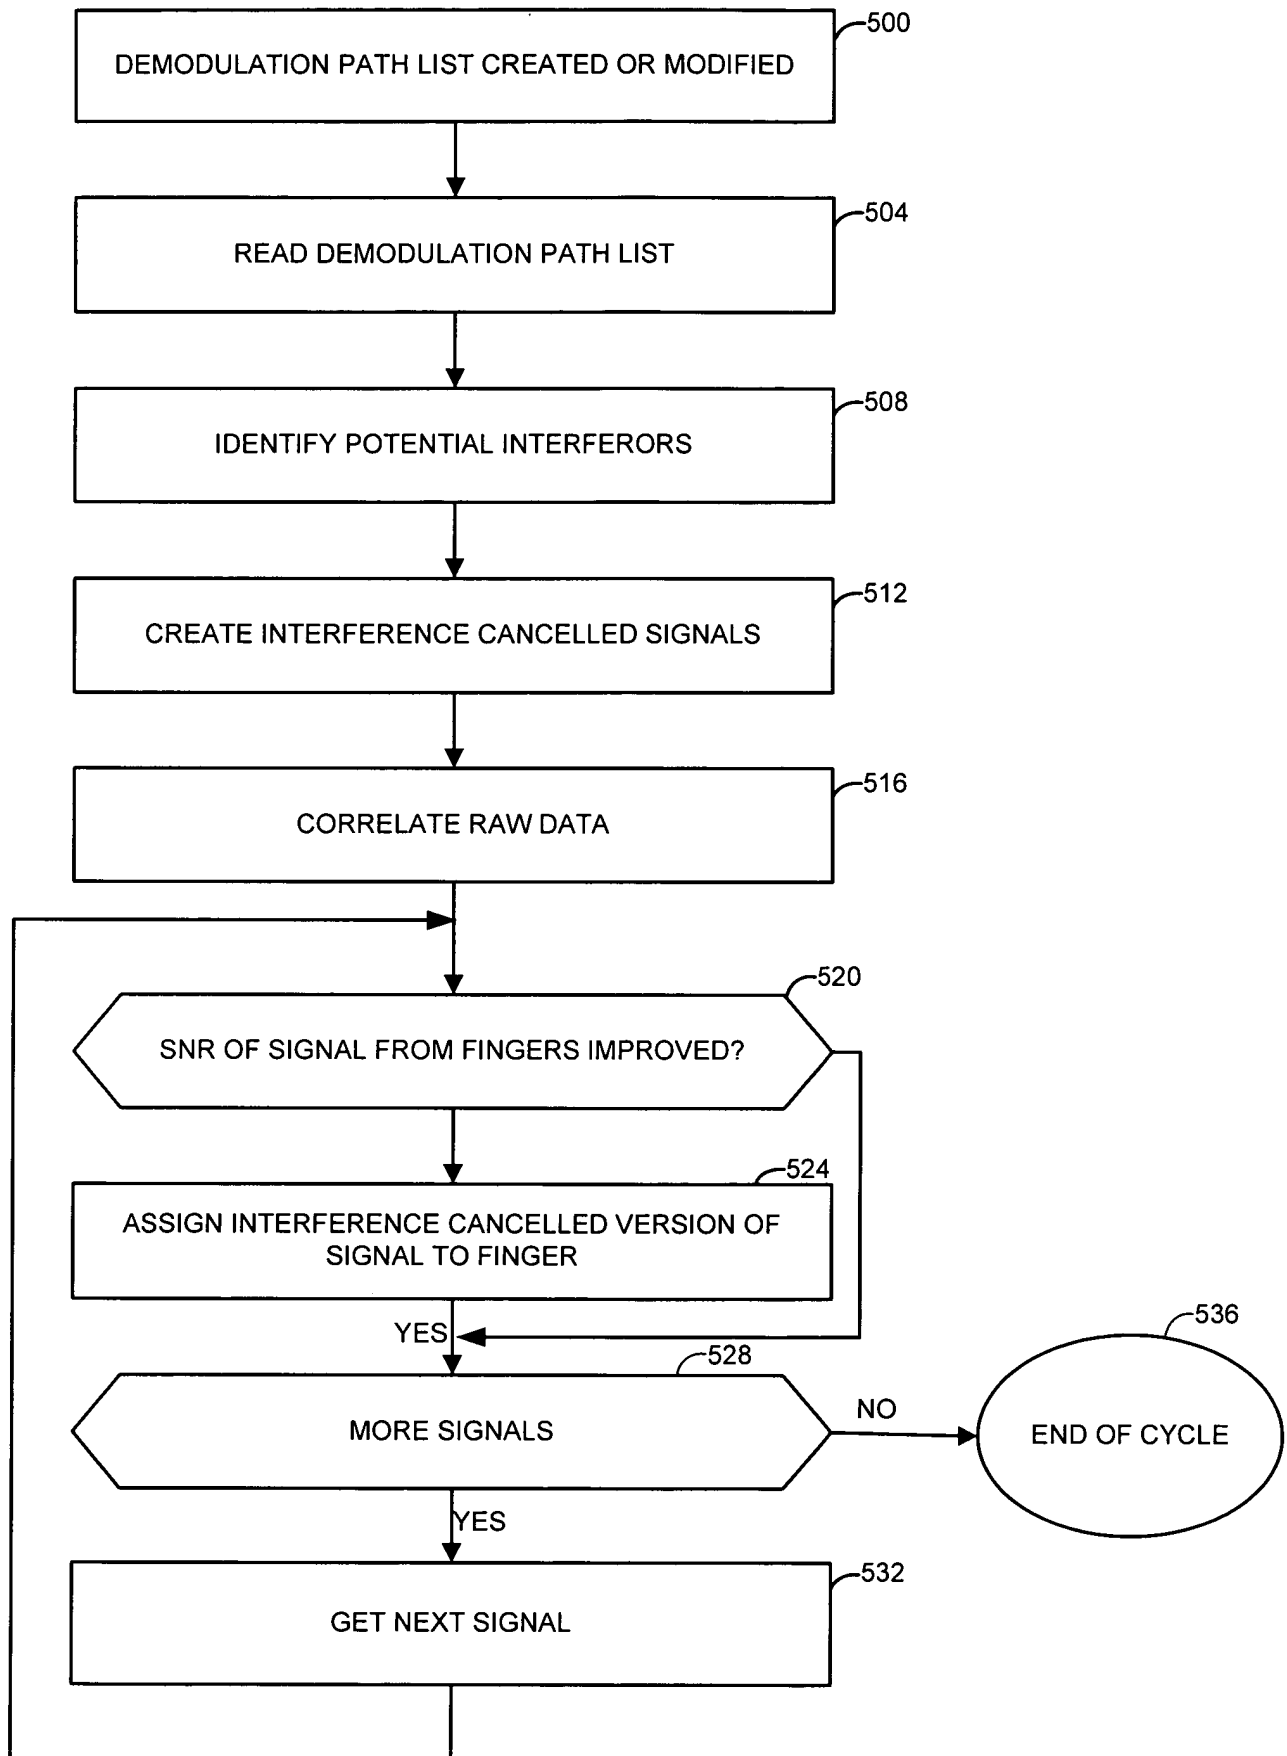 500
DEMODULATION PATH LIST CREATED OR MODIFIED
504
READ DEMODULATION PATH LIST
508
IDENTIFY POTENTIAL INTERFERORS
512
CREATE INTERFERENCE CANCELLED SIGNALS
516
CORRELATE RAW DATA
520
SNR OF SIGNAL FROM FINGERS IMPROVED?
524
ASSIGN INTERFERENCE CANCELLED VERSION OF
SIGNAL TO FINGER
YES
528
MORE SIGNALS
NO
536
END OF CYCLE
YES
532
GET NEXT SIGNAL